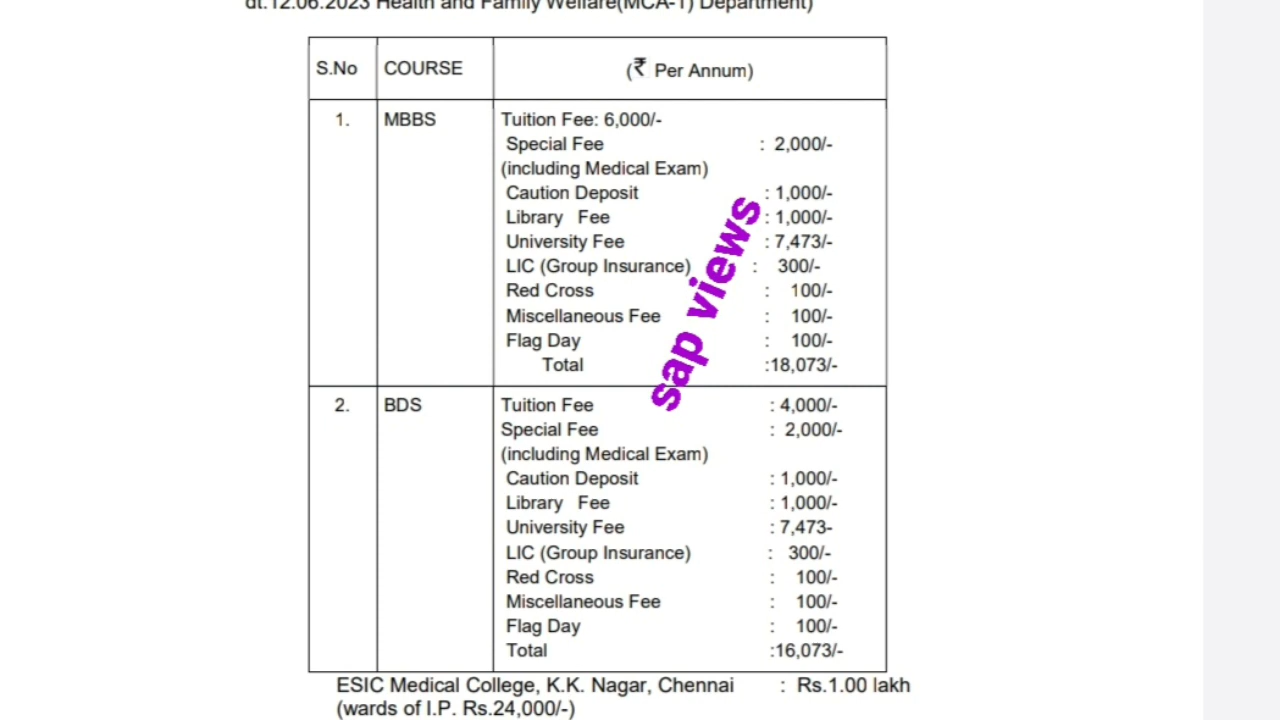 dt.12.06.2023 Health and Family Welfare(MCA-1) Department)
S.No COURSE (₹ Per Annum)
1. MBBS Tuition Fee: 6,000/-
Special Fee : 2,000/-
(including Medical Exam)
Caution Deposit : 1,000/-
Library Fee : 1,000/-
University Fee : 7,473/-
LIC (Group Insurance) : 300/-
Red Cross : 100/-
Miscellaneous Fee : 100/-
Flag Day : 100/-
Total :18,073/-
sap views
2. BDS Tuition Fee : 4,000/-
Special Fee : 2,000/-
(including Medical Exam)
Caution Deposit : 1,000/-
Library Fee : 1,000/-
University Fee : 7,473-
LIC (Group Insurance) : 300/-
Red Cross : 100/-
Miscellaneous Fee : 100/-
Flag Day : 100/-
Total :16,073/-
ESIC Medical College, K.K. Nagar, Chennai : Rs.1.00 lakh
(wards of I.P. Rs.24,000/-)